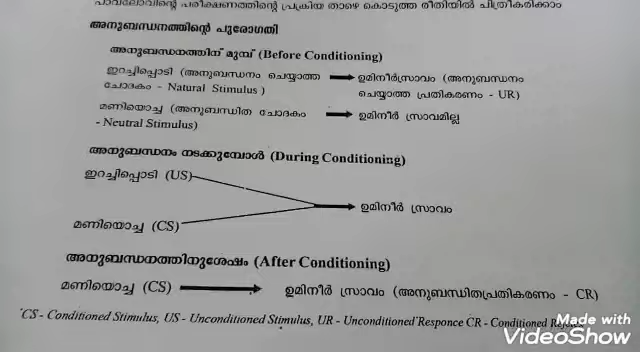 പാവ്‌ലോവിന്റെ പരീക്ഷണത്തിന്റെ പ്രക്രിയ താഴെ കൊടുത്ത രീതിയിൽ ചിത്രീകരിക്കാം
അനുബന്ധനത്തിന്റെ പുരോഗതി
അനുബന്ധനത്തിന് മുമ്പ് (Before Conditioning)
ഇറച്ചിപ്പൊടി (അനുബന്ധനം ചെയ്യാത്ത ഉമിനീർസ്രാവം (അനുബന്ധനം
ചോദകം - Natural Stimulus ) ചെയ്യാത്ത പ്രതികരണം - UR)
മണിയൊച്ച (അനുബന്ധിത ചോദകം ഉമിനീർ സ്രാവമില്ല
- Neutral Stimulus)
അനുബന്ധനം നടക്കുമ്പോൾ (During Conditioning)
ഇറച്ചിപ്പൊടി (US)
ഉമിനീർ സ്രാവം
മണിയൊച്ച (CS)
അനുബന്ധനത്തിനുശേഷം (After Conditioning)
മണിയൊച്ച (CS) ഉമിനീർ സ്രാവം (അനുബന്ധിതപ്രതികരണം - CR)
CS - Conditioned Stimulus, US - Unconditioned Stimulus, UR - Unconditioned Responce CR - Conditioned
Made with
VideoShow